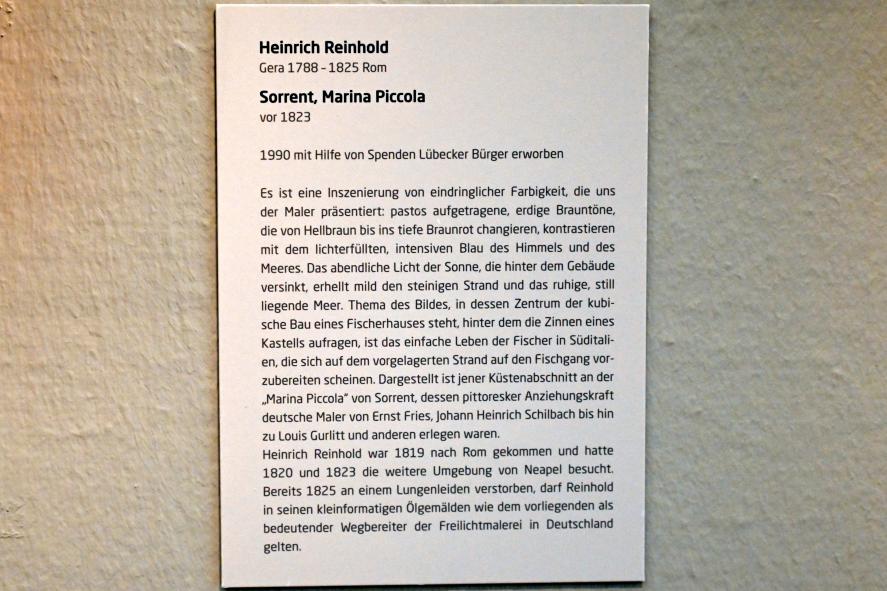 Heinrich Reinhold
Gera 1788 – 1825 Rom
Sorrent, Marina Piccola
vor 1823
1990 mit Hilfe von Spenden Lübecker Bürger erworben
Es ist eine Inszenierung von eindringlicher Farbigkeit, die uns
der Maler präsentiert: pastos aufgetragene, erdige Brauntöne,
die von Hellbraun bis ins tiefe Braunrot changieren, kontrastieren
mit dem lichterfüllten, intensiven Blau des Himmels und des
Meeres. Das abendliche Licht der Sonne, die hinter dem Gebäude
versinkt, erhellt mild den steinigen Strand und das ruhige, still
liegende Meer. Thema des Bildes, in dessen Zentrum der kubi-
sche Bau eines Fischerhauses steht, hinter dem die Zinnen eines
Kastells aufragen, ist das einfache Leben der Fischer in Südítali-
en, die sich auf dem vorgelagerten Strand auf den Fischgang vor-
zubereiten scheinen. Dargestellt ist jener Küstenabschnitt an der
„Marina Piccola" von Sorrent, dessen pittoresker Anziehungskraft
deutsche Maler von Ernst Fries, Johann Heinrich Schilbach bis hin
zu Louis Gurlitt und anderen erlegen waren.
Heinrich Reinhold war 1819 nach Rom gekommen und hatte
1820 und 1823 die weitere Umgebung von Neapel besucht.
Bereits 1825 an einem Lungenleiden verstorben, darf Reinhold
in seinen kleinformatigen Ölgemälden wie dem vorliegenden als
bedeutender Wegbereiter der Freilichtmalerei in Deutschland
gelten.